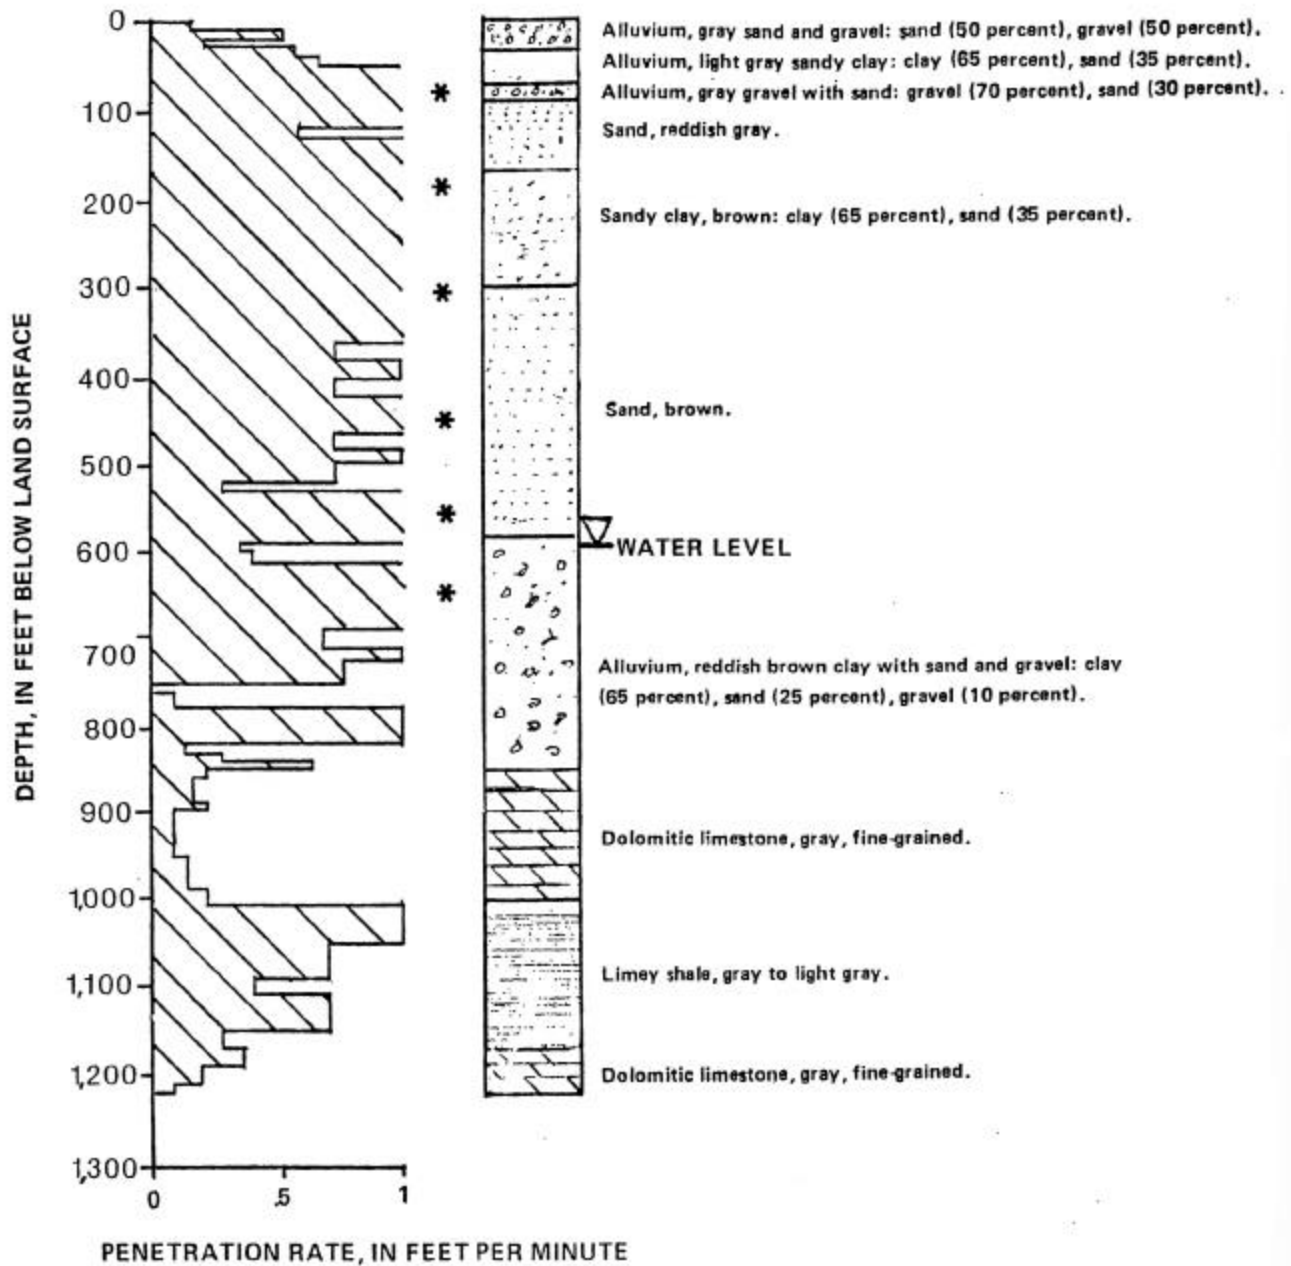 DEPTH, IN FEET BELOW LAND SURFACE
0
100
200
300
400
500
600
700
800
900
1,000
1,100
1,200
1,300
0
.5
1
PENETRATION RATE, IN FEET PER MINUTE
*
*
*
*
*
*
Alluvium, gray sand and gravel: sand (50 percent), gravel (50 percent).
Alluvium, light gray sandy clay: clay (65 percent), sand (35 percent).
Alluvium, gray gravel with sand: gravel (70 percent), sand (30 percent).
Sand, reddish gray.
Sandy clay, brown: clay (65 percent), sand (35 percent).
Sand, brown.
WATER LEVEL
Alluvium, reddish brown clay with sand and gravel: clay
(65 percent), sand (25 percent), gravel (10 percent).
Dolomitic limestone, gray, fine-grained.
Limey shale, gray to light gray.
Dolomitic limestone, gray, fine-grained.